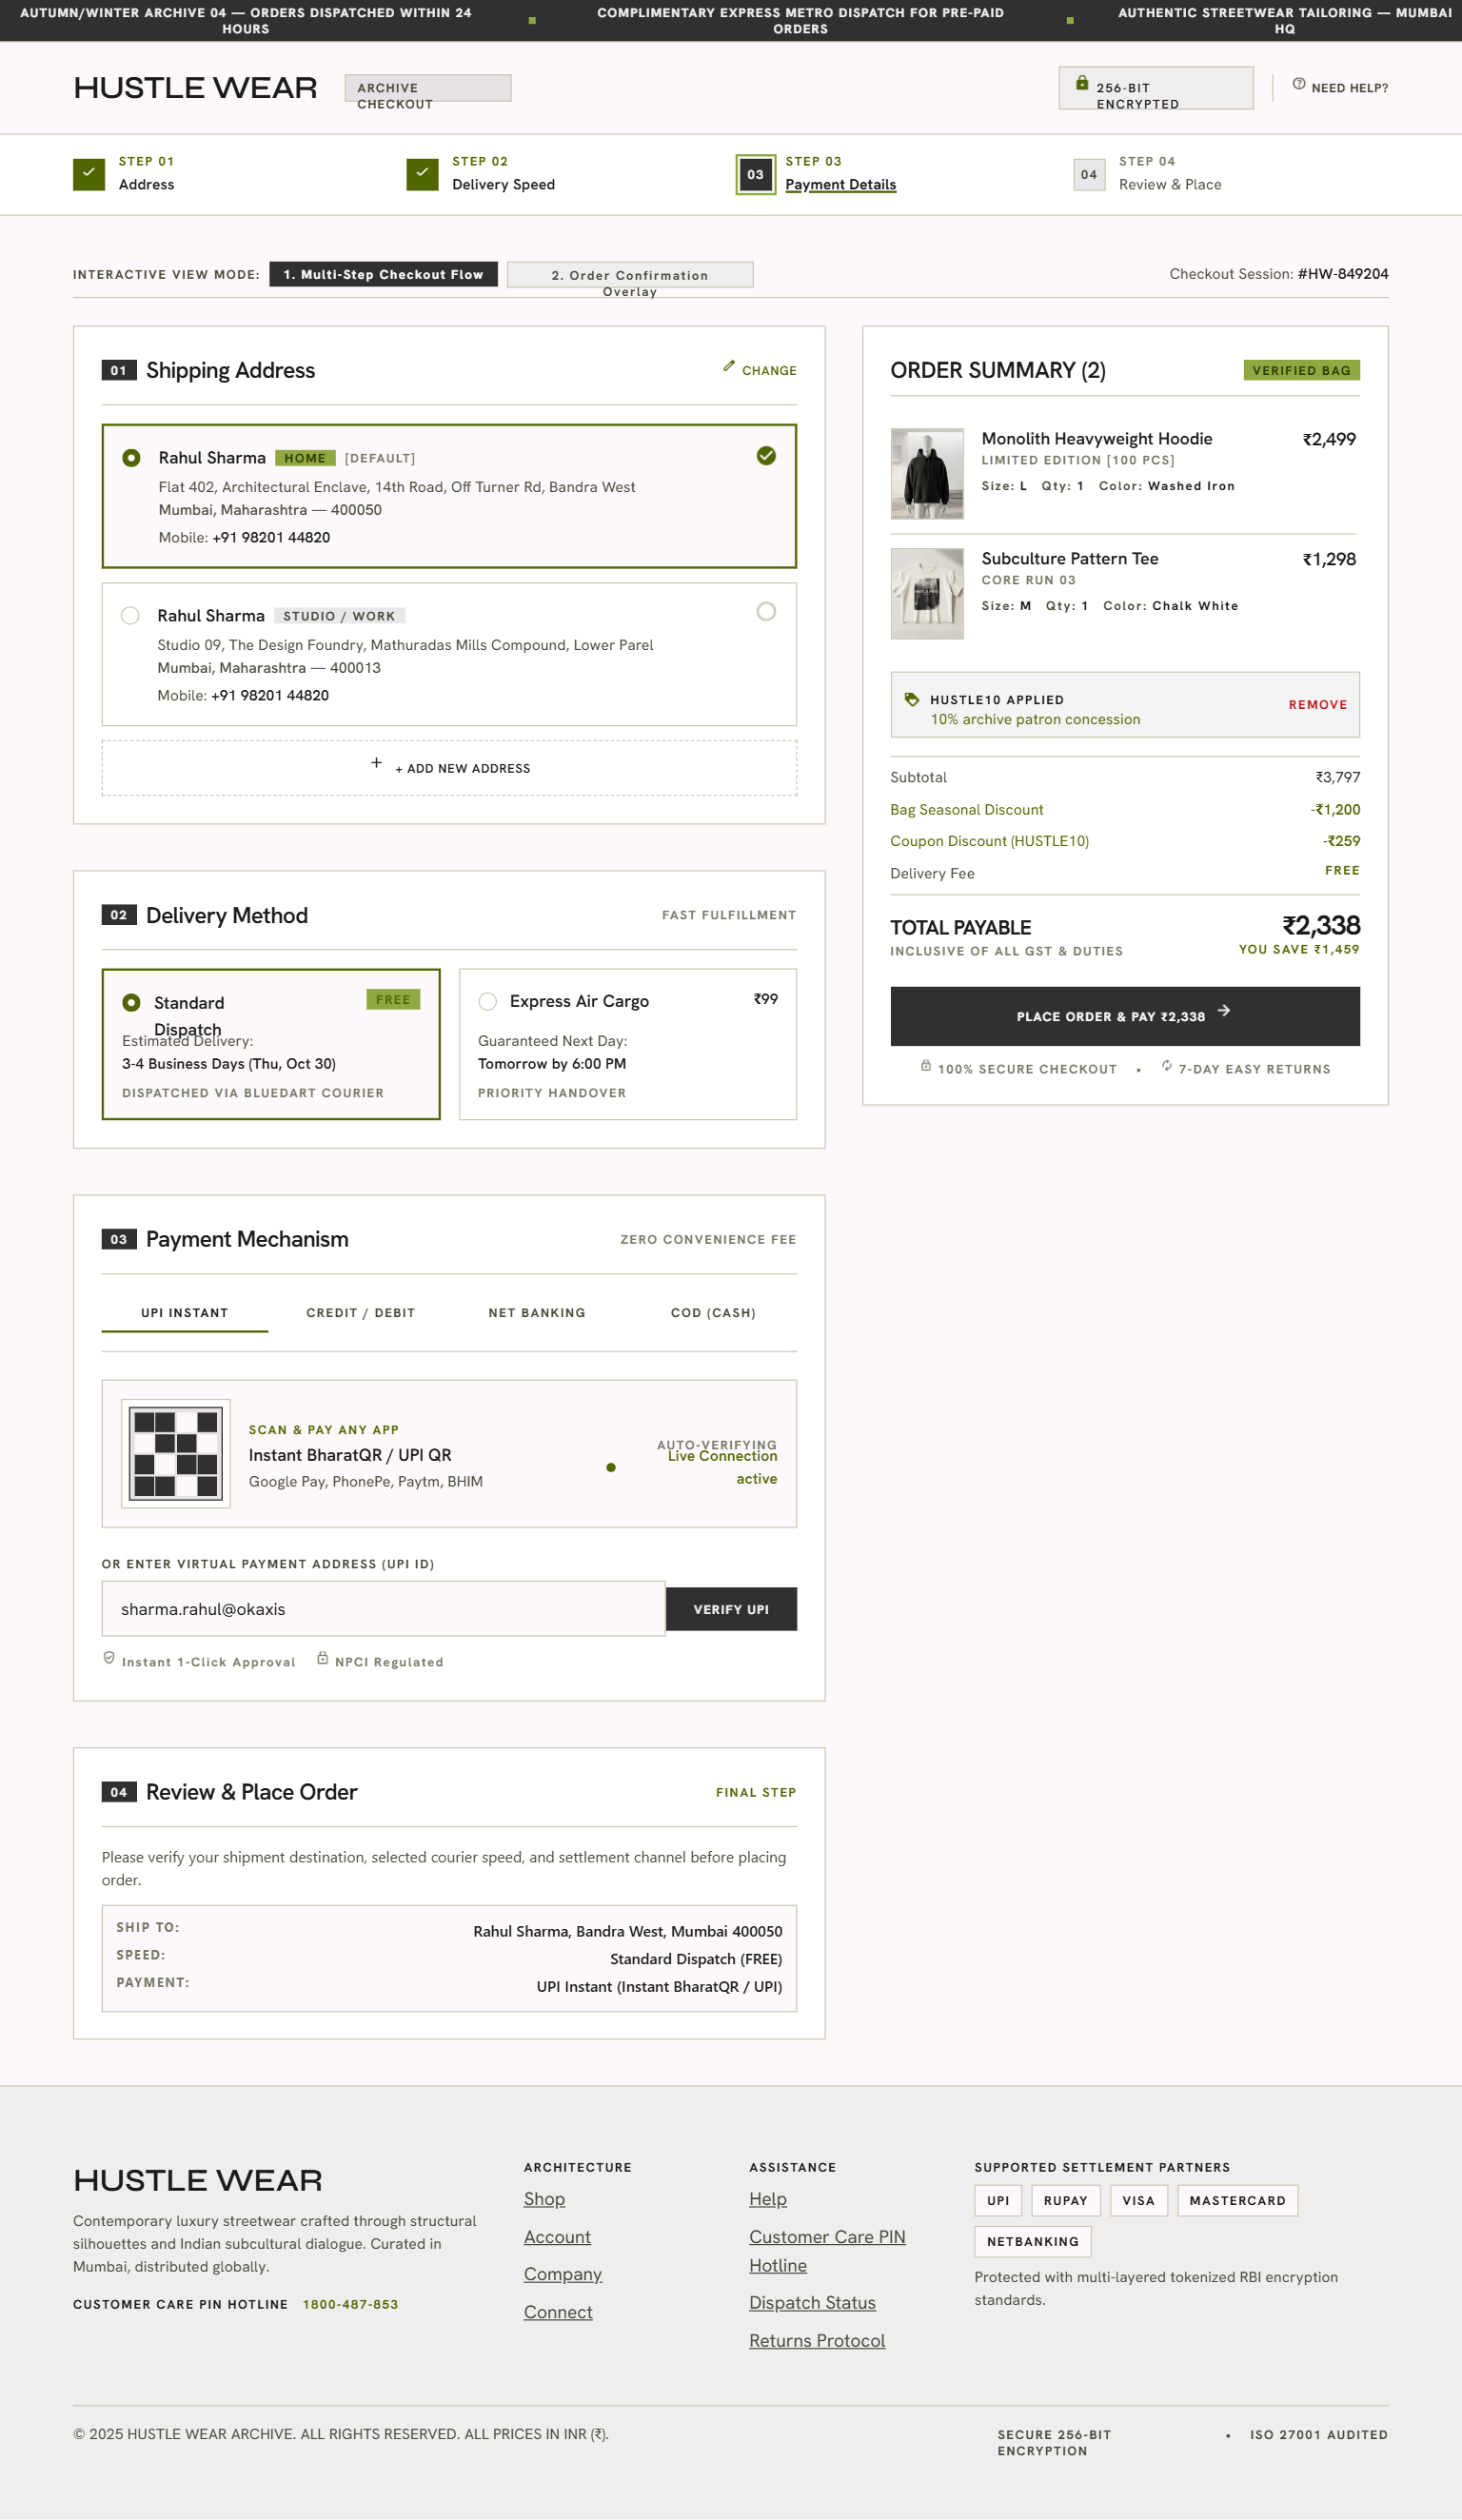 AUTUMN/WINTER ARCHIVE 04 — ORDERS DISPATCHED WITHIN 24
HOURS
COMPLIMENTARY EXPRESS METRO DISPATCH FOR PRE-PAID
ORDERS
AUTHENTIC STREETWEAR TAILORING — MUMBAI
HQ
HUSTLE WEAR
ARCHIVE
CHECKOUT
256-BIT
ENCRYPTED
NEED HELP?
STEP 01
Address
STEP 02
Delivery Speed
03
STEP 03
Payment Details
04
STEP 04
Review & Place
INTERACTIVE VIEW MODE:
1. Multi-Step Checkout Flow
2. Order Confirmation
Overlay
Checkout Session: #HW-849204
01 Shipping Address
CHANGE
Rahul Sharma HOME [DEFAULT]
Flat 402, Architectural Enclave, 14th Road, Off Turner Rd, Bandra West
Mumbai, Maharashtra — 400050
Mobile: +91 98201 44820
Rahul Sharma STUDIO / WORK
Studio 09, The Design Foundry, Mathuradas Mills Compound, Lower Parel
Mumbai, Maharashtra — 400013
Mobile: +91 98201 44820
+ ADD NEW ADDRESS
02 Delivery Method
FAST FULFILLMENT
Standard
Dispatch
FREE
Estimated Delivery:
3-4 Business Days (Thu, Oct 30)
DISPATCHED VIA BLUEDART COURIER
Express Air Cargo
₹99
Guaranteed Next Day:
Tomorrow by 6:00 PM
PRIORITY HANDOVER
03 Payment Mechanism
ZERO CONVENIENCE FEE
UPI INSTANT
CREDIT / DEBIT
NET BANKING
COD (CASH)
SCAN & PAY ANY APP
Instant BharatQR / UPI QR
Google Pay, PhonePe, Paytm, BHIM
AUTO-VERIFYING
Live Connection
active
OR ENTER VIRTUAL PAYMENT ADDRESS (UPI ID)
sharma.rahul@okaxis
VERIFY UPI
Instant 1-Click Approval
NPCI Regulated
04 Review & Place Order
FINAL STEP
Please verify your shipment destination, selected courier speed, and settlement channel before placing
order.
SHIP TO: Rahul Sharma, Bandra West, Mumbai 400050
SPEED: Standard Dispatch (FREE)
PAYMENT: UPI Instant (Instant BharatQR / UPI)
ORDER SUMMARY (2)
VERIFIED BAG
Monolith Heavyweight Hoodie ₹2,499
LIMITED EDITION [100 PCS]
Size: L Qty: 1 Color: Washed Iron
Subculture Pattern Tee ₹1,298
CORE RUN 03
Size: M Qty: 1 Color: Chalk White
HUSTLE10 APPLIED
10% archive patron concession
REMOVE
Subtotal ₹3,797
Bag Seasonal Discount -₹1,200
Coupon Discount (HUSTLE10) -₹259
Delivery Fee FREE
TOTAL PAYABLE ₹2,338
INCLUSIVE OF ALL GST & DUTIES YOU SAVE ₹1,459
PLACE ORDER & PAY ₹2,338
100% SECURE CHECKOUT • 7-DAY EASY RETURNS
HUSTLE WEAR
Contemporary luxury streetwear crafted through structural
silhouettes and Indian subcultural dialogue. Curated in
Mumbai, distributed globally.
CUSTOMER CARE PIN HOTLINE 1800-487-853
ARCHITECTURE
Shop
Account
Company
Connect
ASSISTANCE
Help
Customer Care PIN
Hotline
Dispatch Status
Returns Protocol
SUPPORTED SETTLEMENT PARTNERS
UPI RUPAY VISA MASTERCARD
NETBANKING
Protected with multi-layered tokenized RBI encryption
standards.
© 2025 HUSTLE WEAR ARCHIVE. ALL RIGHTS RESERVED. ALL PRICES IN INR (₹).
SECURE 256-BIT
ENCRYPTION
• ISO 27001 AUDITED